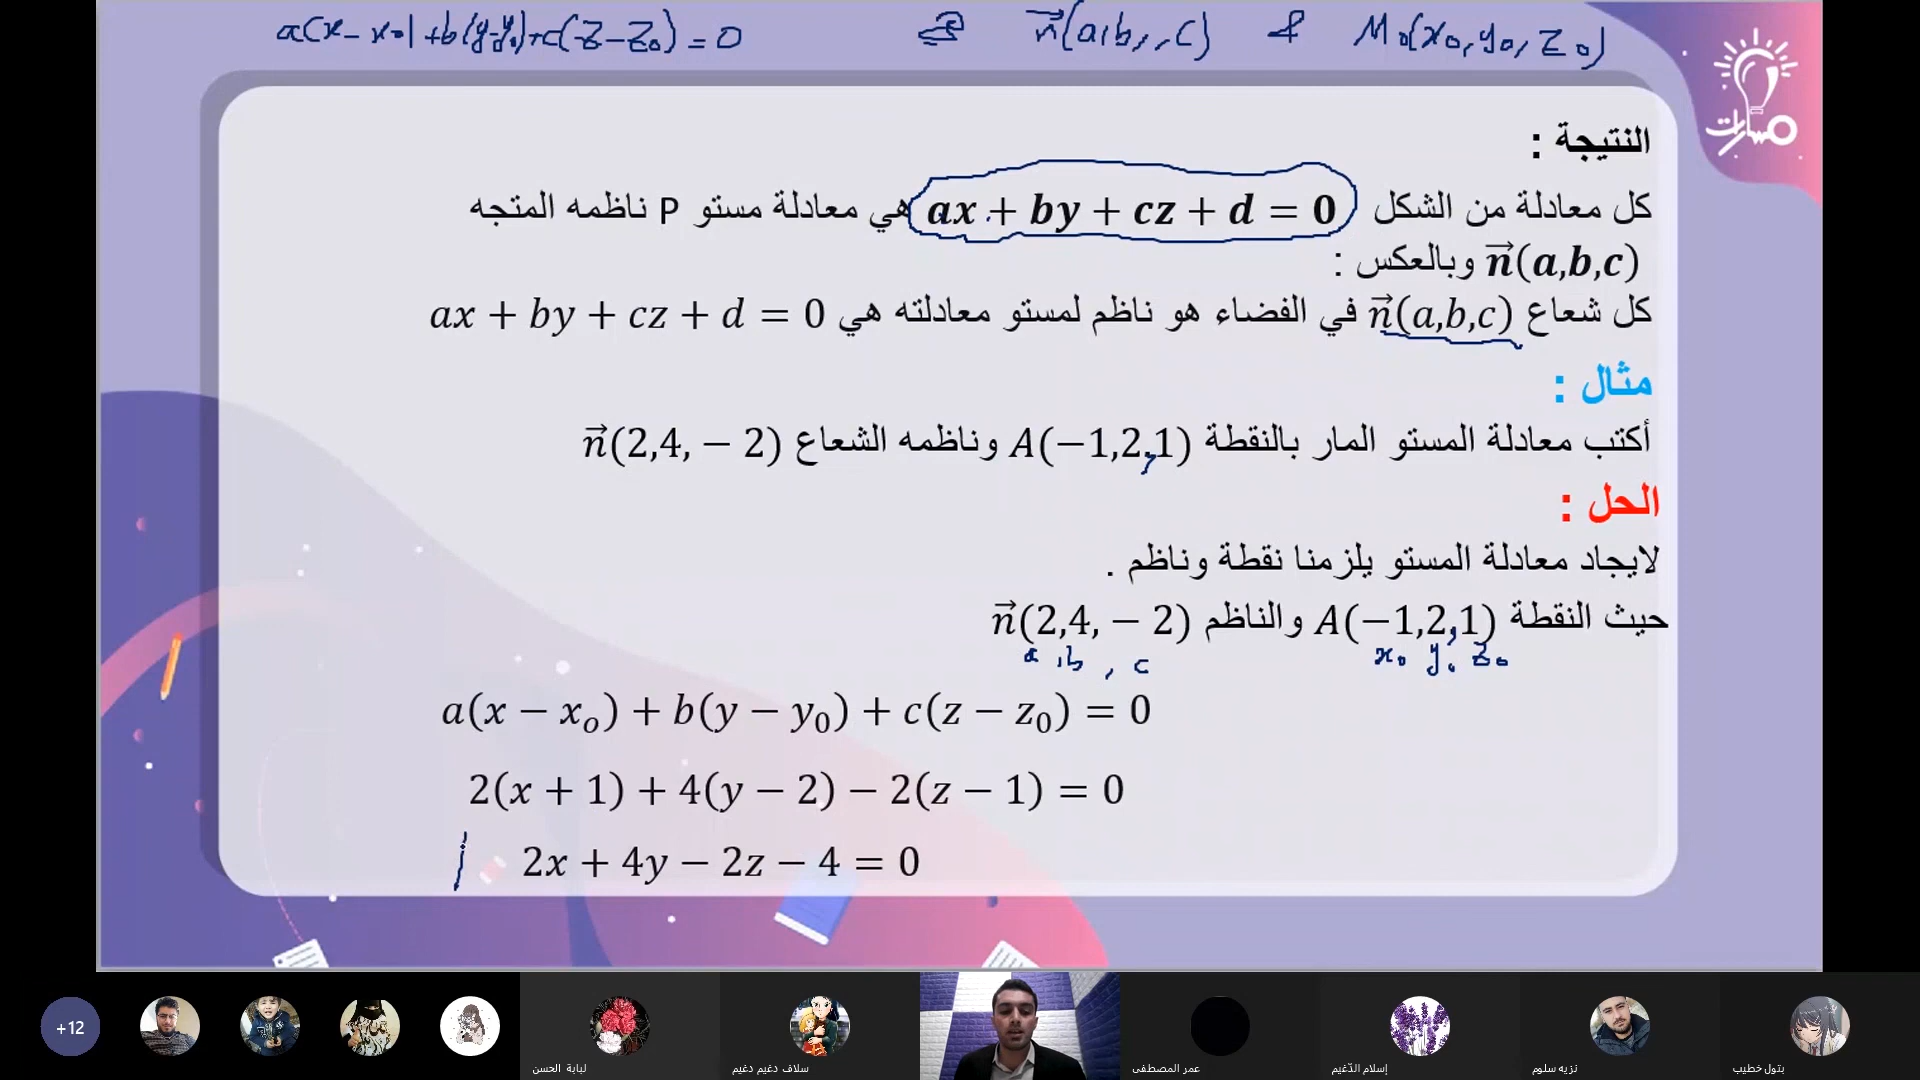 a(x-x₀)+b(y-y₀)+c(z-z₀)=0 ⇔ n⃗(a,b,,c) & M₀(x₀,y₀,z₀)
مسارات
النتيجة :
كل معادلة من الشكل ax + by + cz + d = 0 هي معادلة مستو P ناظمه المتجه
n⃗(a,b,c) وبالعكس :
كل شعاع n⃗(a,b,c) في الفضاء هو ناظم لمستو معادلته هي ax + by + cz + d = 0
مثال :
أكتب معادلة المستو المار بالنقطة A(−1,2,1) وناظمه الشعاع n⃗(2,4, − 2)
الحل :
لايجاد معادلة المستو يلزمنا نقطة وناظم .
حيث النقطة A(−1,2,1) والناظم n⃗(2,4, − 2)
x₀ y₀ z₀ a ,b , c
a(x − xₒ) + b(y − y₀) + c(z − z₀) = 0
2(x + 1) + 4(y − 2) − 2(z − 1) = 0
2x + 4y − 2z − 4 = 0
+12
لبابة الحسن
سلاف دغيم دغيم
عمر المصطفى
إسلام الدّغيم
نزيه سلوم
بتول خطيب